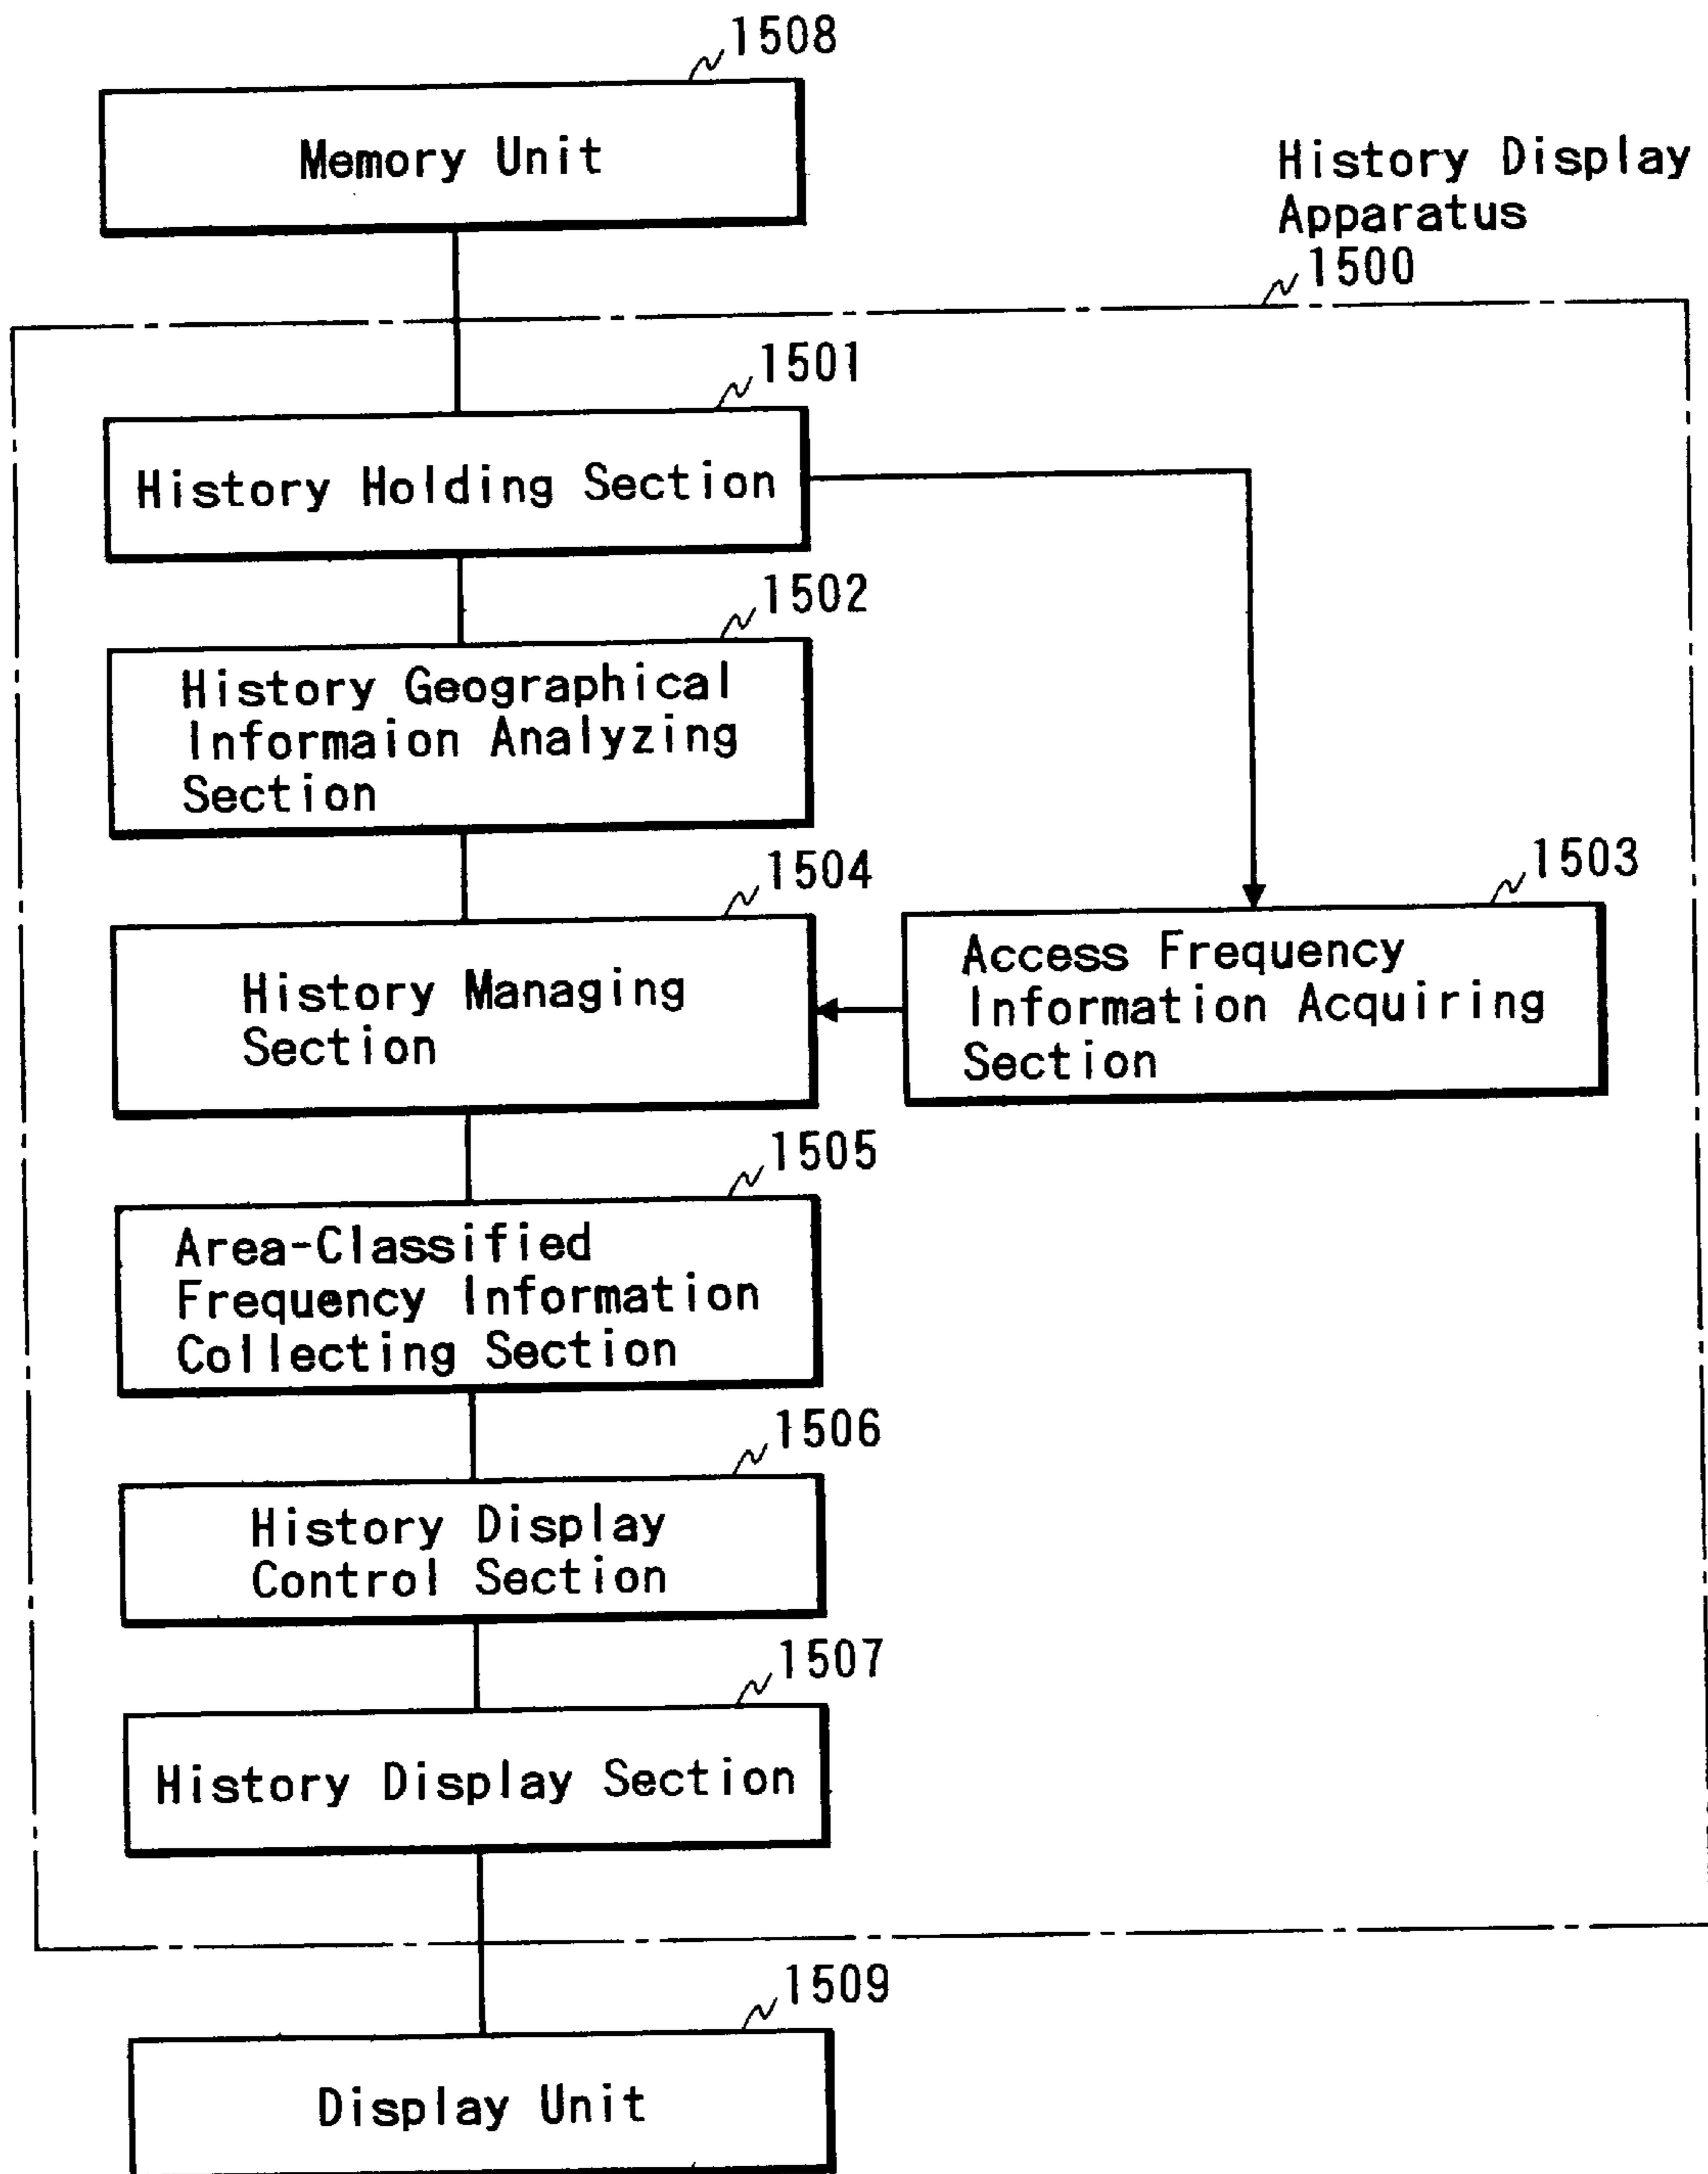 1508
Memory Unit
History Display
Apparatus
1500
1501
History Holding Section
1502
History Geographical
Informaion Analyzing
Section
1504
History Managing
Section
1503
Access Frequency
Information Acquiring
Section
1505
Area-Classified
Frequency Information
Collecting Section
1506
History Display
Control Section
1507
History Display Section
1509
Display Unit